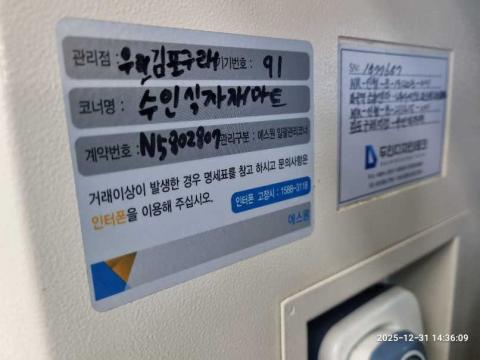 관리점 : 우리김포구래 기기번호 : 91
코너명 : 수인식자재마트
계약번호 : N5802807 관리구분 : 에스원 일괄관리코너
거래이상이 발생한 경우 명세표를 참고 하시고 문의사항은
인터폰을 이용해 주십시오.
인터폰 고장시 : 1588-3118
에스원
S/N:
2025-12-31 14:36:09